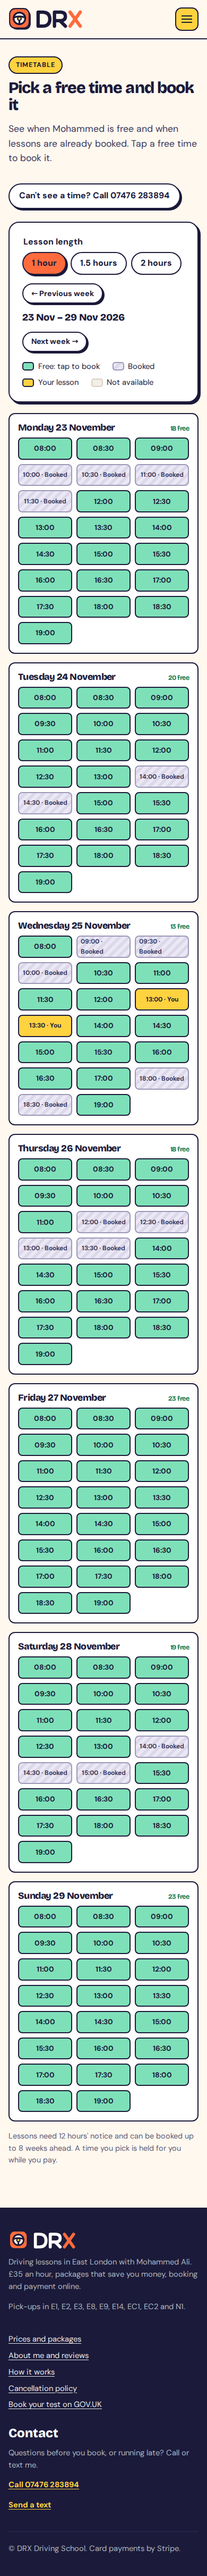 DRX
TIMETABLE
Pick a free time and book
it
See when Mohammed is free and when
lessons are already booked. Tap a free time
to book it.
Can't see a time? Call 07476 283894
Lesson length
1 hour 1.5 hours 2 hours
← Previous week
23 Nov – 29 Nov 2026
Next week →
Free: tap to book Booked
Your lesson Not available
Monday 23 November 18 free
08:00 08:30 09:00
10:00 · Booked 10:30 · Booked 11:00 · Booked
11:30 · Booked 12:00 12:30
13:00 13:30 14:00
14:30 15:00 15:30
16:00 16:30 17:00
17:30 18:00 18:30
19:00
Tuesday 24 November 20 free
08:00 08:30 09:00
09:30 10:00 10:30
11:00 11:30 12:00
12:30 13:00 14:00 · Booked
14:30 · Booked 15:00 15:30
16:00 16:30 17:00
17:30 18:00 18:30
19:00
Wednesday 25 November 13 free
08:00 09:00 · Booked 09:30 · Booked
10:00 · Booked 10:30 11:00
11:30 12:00 13:00 · You
13:30 · You 14:00 14:30
15:00 15:30 16:00
16:30 17:00 18:00 · Booked
18:30 · Booked 19:00
Thursday 26 November 18 free
08:00 08:30 09:00
09:30 10:00 10:30
11:00 12:00 · Booked 12:30 · Booked
13:00 · Booked 13:30 · Booked 14:00
14:30 15:00 15:30
16:00 16:30 17:00
17:30 18:00 18:30
19:00
Friday 27 November 23 free
08:00 08:30 09:00
09:30 10:00 10:30
11:00 11:30 12:00
12:30 13:00 13:30
14:00 14:30 15:00
15:30 16:00 16:30
17:00 17:30 18:00
18:30 19:00
Saturday 28 November 19 free
08:00 08:30 09:00
09:30 10:00 10:30
11:00 11:30 12:00
12:30 13:00 14:00 · Booked
14:30 · Booked 15:00 · Booked 15:30
16:00 16:30 17:00
17:30 18:00 18:30
19:00
Sunday 29 November 23 free
08:00 08:30 09:00
09:30 10:00 10:30
11:00 11:30 12:00
12:30 13:00 13:30
14:00 14:30 15:00
15:30 16:00 16:30
17:00 17:30 18:00
18:30 19:00
Lessons need 12 hours' notice and can be booked up
to 8 weeks ahead. A time you pick is held for you
while you pay.
DRX
Driving lessons in East London with Mohammed Ali.
£35 an hour, packages that save you money, booking
and payment online.
Pick-ups in E1, E2, E3, E8, E9, E14, EC1, EC2 and N1.
Prices and packages
About me and reviews
How it works
Cancellation policy
Book your test on GOV.UK
Contact
Questions before you book, or running late? Call or
text me.
Call 07476 283894
Send a text
© DRX Driving School. Card payments by Stripe.